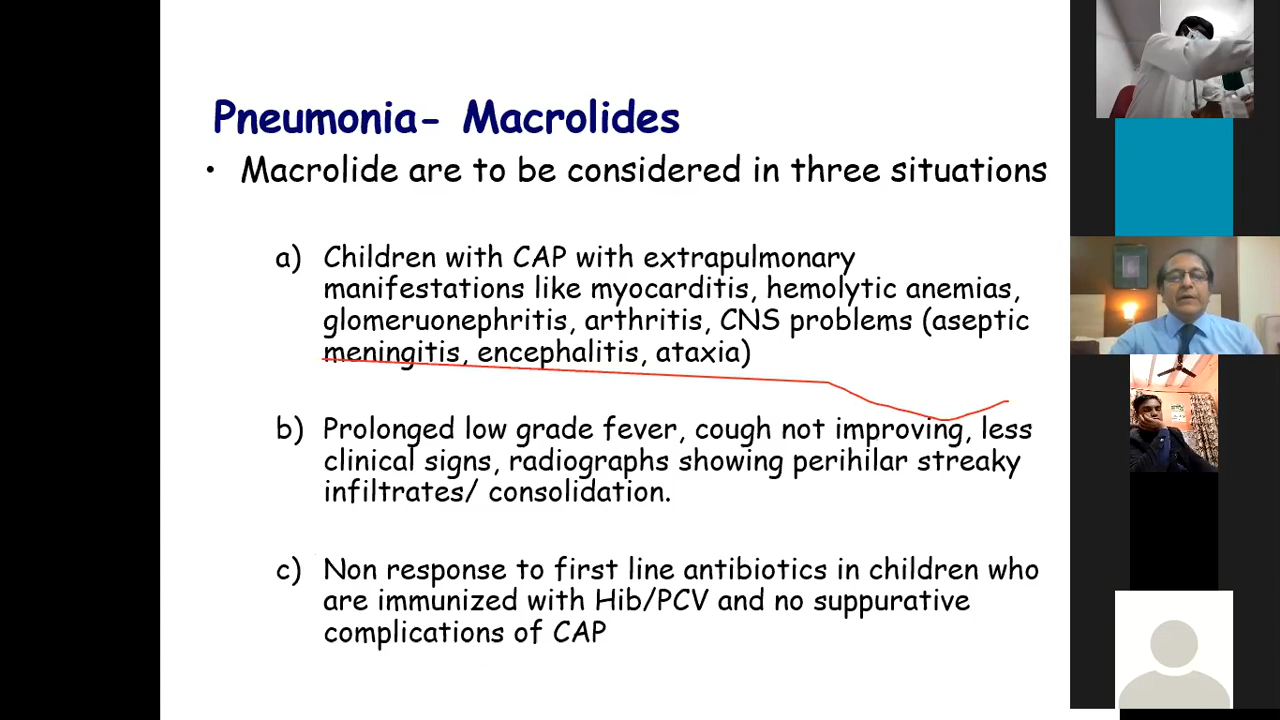 Pneumonia- Macrolides
• Macrolide are to be considered in three situations
a) Children with CAP with extrapulmonary
manifestations like myocarditis, hemolytic anemias,
glomeruonephritis, arthritis, CNS problems (aseptic
meningitis, encephalitis, ataxia)
b) Prolonged low grade fever, cough not improving, less
clinical signs, radiographs showing perihilar streaky
infiltrates/ consolidation.
c) Non response to first line antibiotics in children who
are immunized with Hib/PCV and no suppurative
complications of CAP